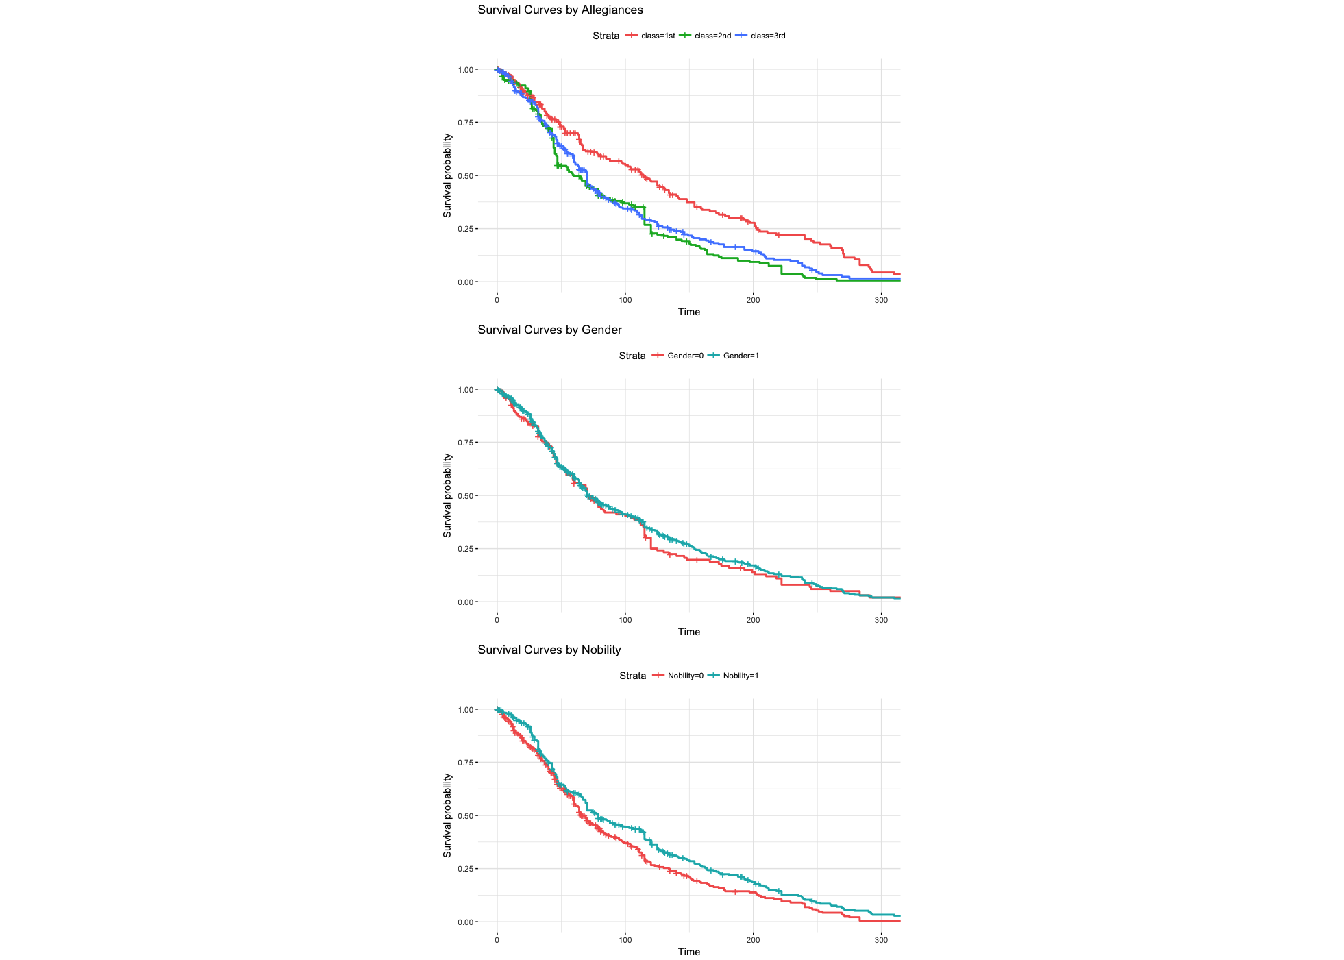 Survival Curves by Allegiances
Strata class=1st class=2nd class=3rd
1.00
0.75
0.50
0.25
0.00
Survival probability
0 100 200 300
Time
Survival Curves by Gender
Strata Gender=0 Gender=1
1.00
0.75
0.50
0.25
0.00
Survival probability
0 100 200 300
Time
Survival Curves by Nobility
Strata Nobility=0 Nobility=1
1.00
0.75
0.50
0.25
0.00
Survival probability
0 100 200 300
Time